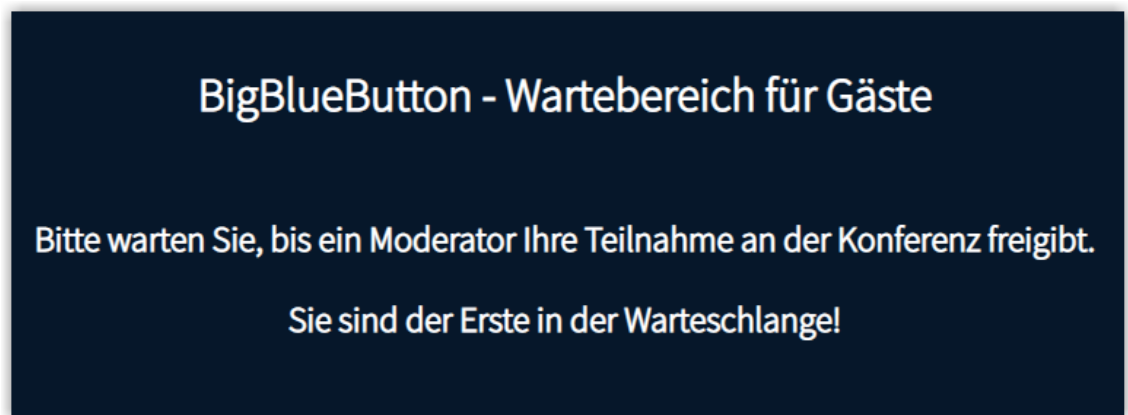 BigBlueButton - Wartebereich für Gäste
Bitte warten Sie, bis ein Moderator Ihre Teilnahme an der Konferenz freigibt.
Sie sind der Erste in der Warteschlange!